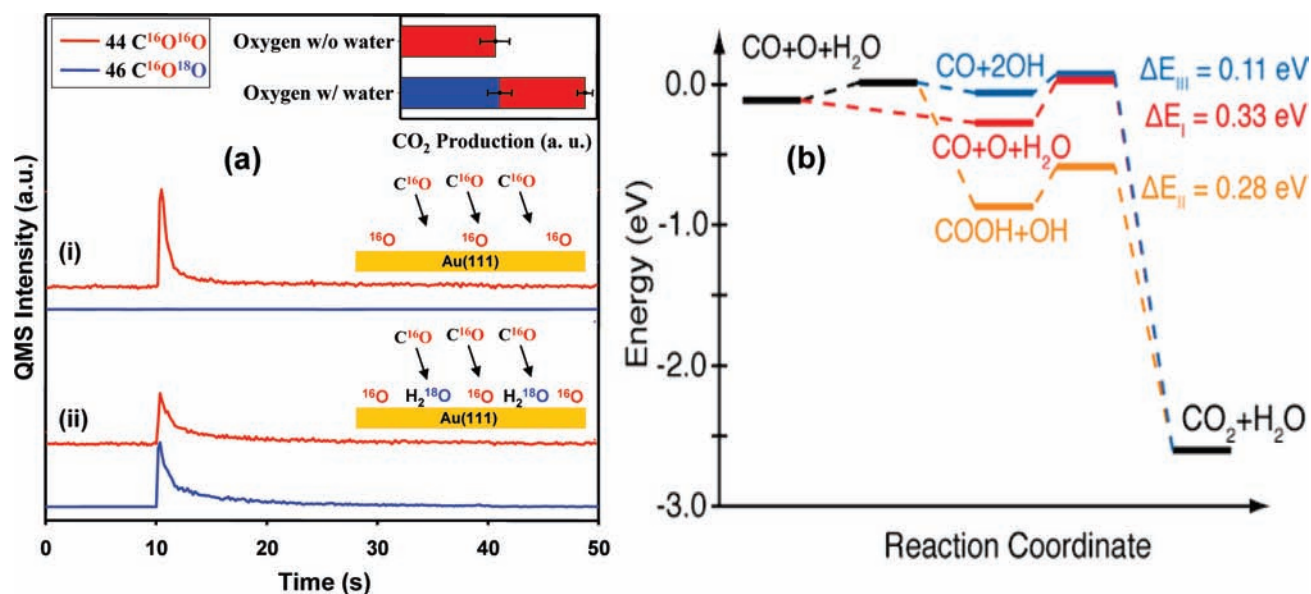 44 C¹⁶O¹⁶O
46 C¹⁶O¹⁸O
Oxygen w/o water
Oxygen w/ water
CO₂ Production (a. u.)
(a)
QMS Intensity (a.u.)
(i)
C¹⁶O C¹⁶O C¹⁶O
¹⁶O ¹⁶O ¹⁶O
Au(111)
(ii)
C¹⁶O C¹⁶O C¹⁶O
¹⁶O H₂¹⁸O ¹⁶O H₂¹⁸O ¹⁶O
Au(111)
0 10 20 30 40 50
Time (s)
(b)
Energy (eV)
0.0
-1.0
-2.0
-3.0
CO+O+H₂O
CO+2OH
CO+O+H₂O
COOH+OH
ΔE_III = 0.11 eV
ΔE_I = 0.33 eV
ΔE_II = 0.28 eV
CO₂+H₂O
Reaction Coordinate